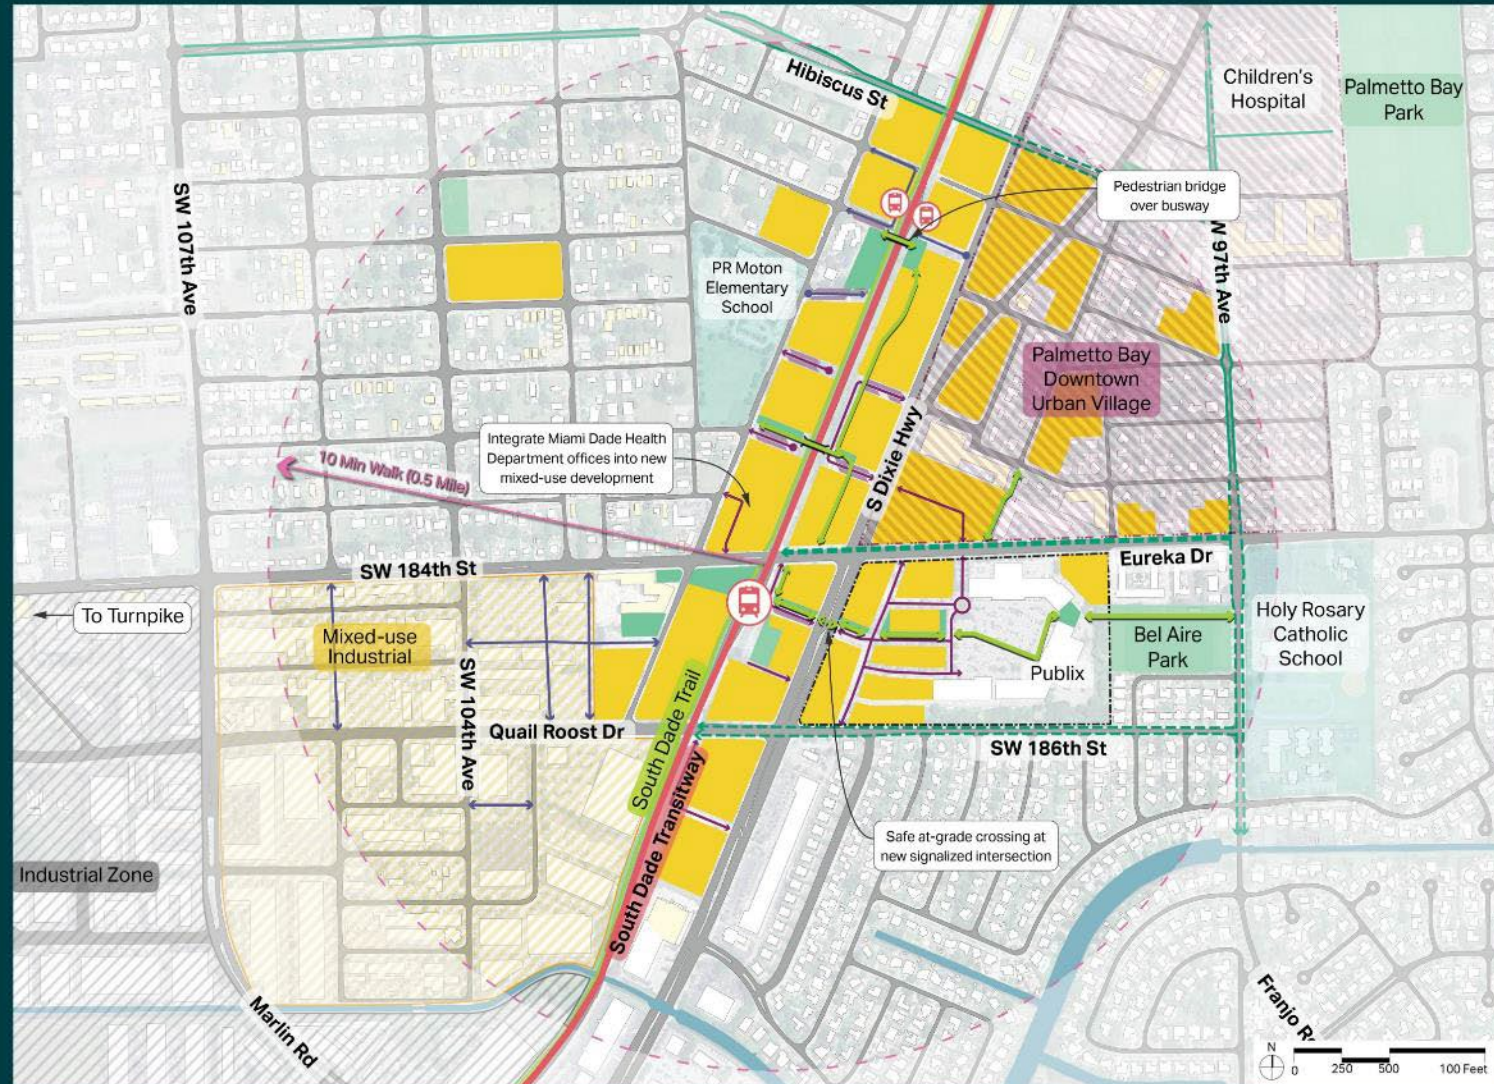 Hibiscus St
Children's
Hospital
Palmetto Bay
Park
Pedestrian bridge
over busway
SW 107th Ave
W 97th Ave
PR Moton
Elementary
School
Palmetto Bay
Downtown
Urban Village
Integrate Miami Dade Health
Department offices into new
mixed-use development
10 Min Walk (0.5 Mile)
S Dixie Hwy
SW 184th St
Eureka Dr
To Turnpike
Mixed-use
Industrial
Holy Rosary
Catholic
School
Bel Aire
Park
Publix
SW 104th Ave
South Dade Trail
Quail Roost Dr
SW 186th St
South Dade Transitway
Safe at-grade crossing at
new signalized intersection
Industrial Zone
Marlin Rd
Franjo R
N
0 250 500 100 Feet